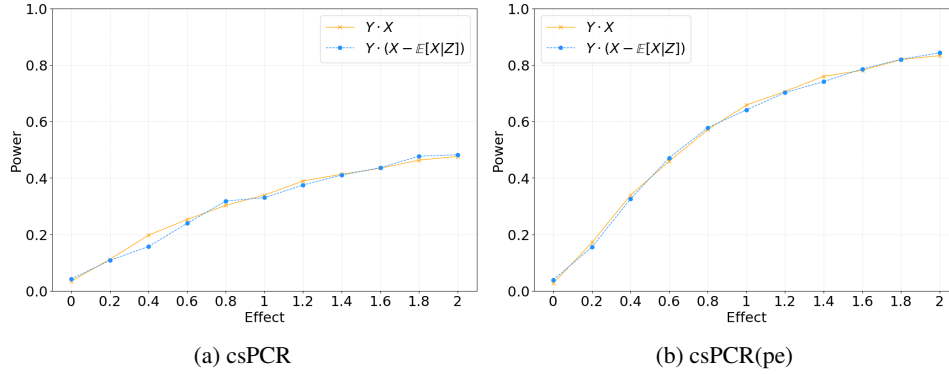 1.0
0.8
0.6
0.4
0.2
0.0
Power
Y · X
Y · (X − 𝔼[X|Z])
0 0.2 0.4 0.6 0.8 1 1.2 1.4 1.6 1.8 2
Effect
(a) csPCR
1.0
0.8
0.6
0.4
0.2
0.0
Power
Y · X
Y · (X − 𝔼[X|Z])
0 0.2 0.4 0.6 0.8 1 1.2 1.4 1.6 1.8 2
Effect
(b) csPCR(pe)